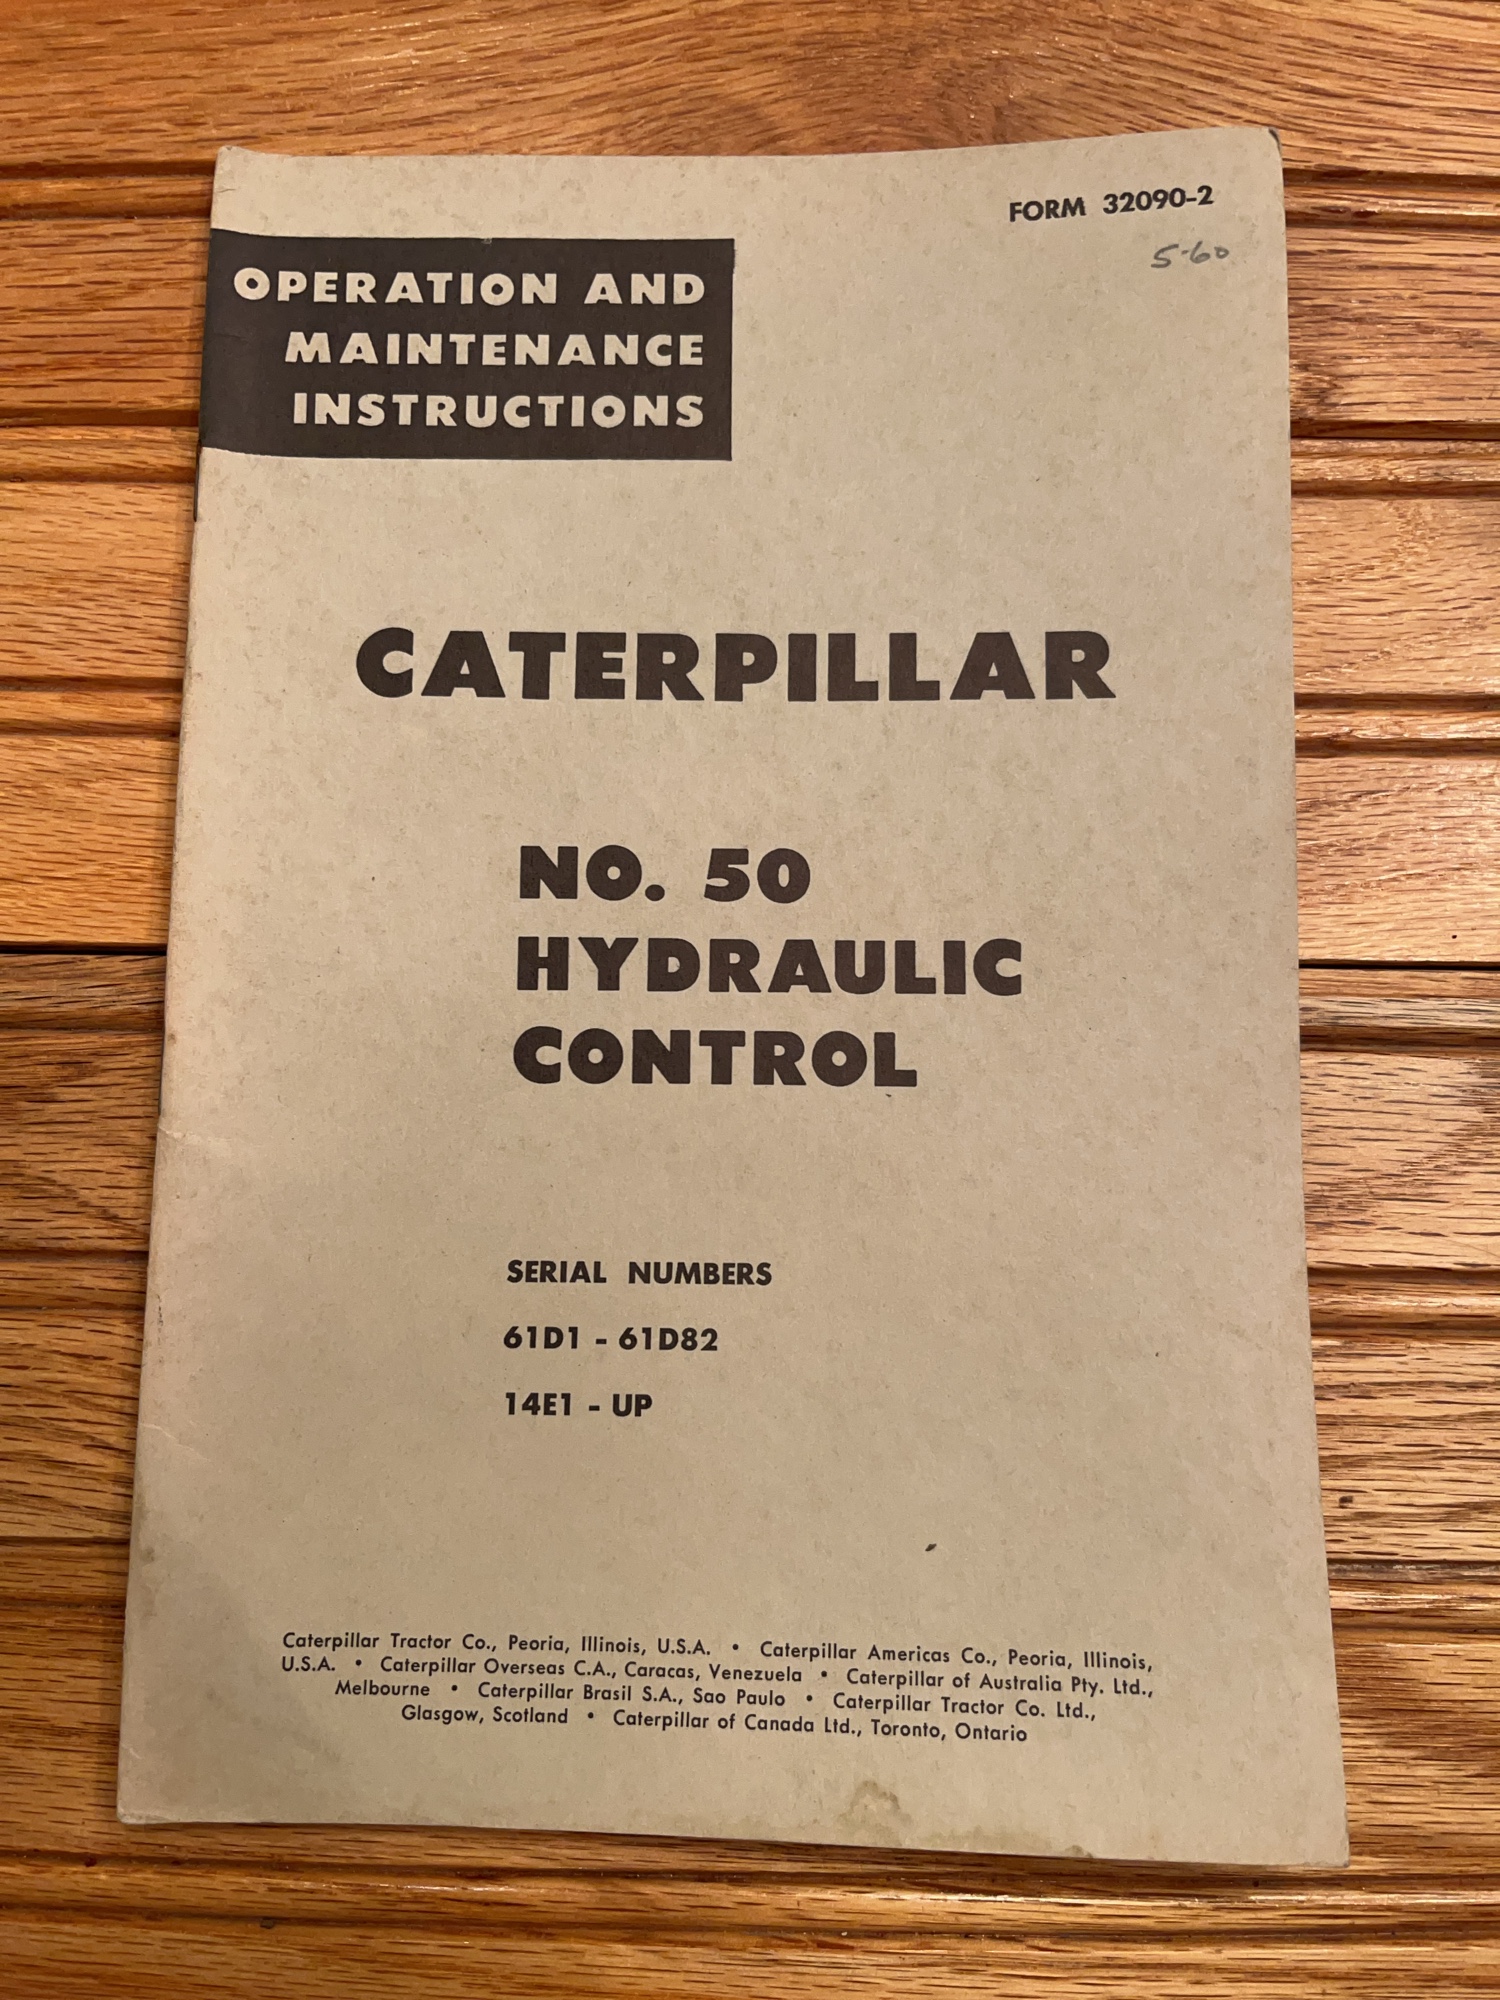 FORM 32090-2
5-60
OPERATION AND
MAINTENANCE
INSTRUCTIONS
CATERPILLAR
NO. 50
HYDRAULIC
CONTROL
SERIAL NUMBERS
61D1 - 61D82
14E1 - UP
Caterpillar Tractor Co., Peoria, Illinois, U.S.A. • Caterpillar Americas Co., Peoria, Illinois,
U.S.A. • Caterpillar Overseas C.A., Caracas, Venezuela • Caterpillar of Australia Pty. Ltd.,
Melbourne • Caterpillar Brasil S.A., Sao Paulo • Caterpillar Tractor Co. Ltd.,
Glasgow, Scotland • Caterpillar of Canada Ltd., Toronto, Ontario